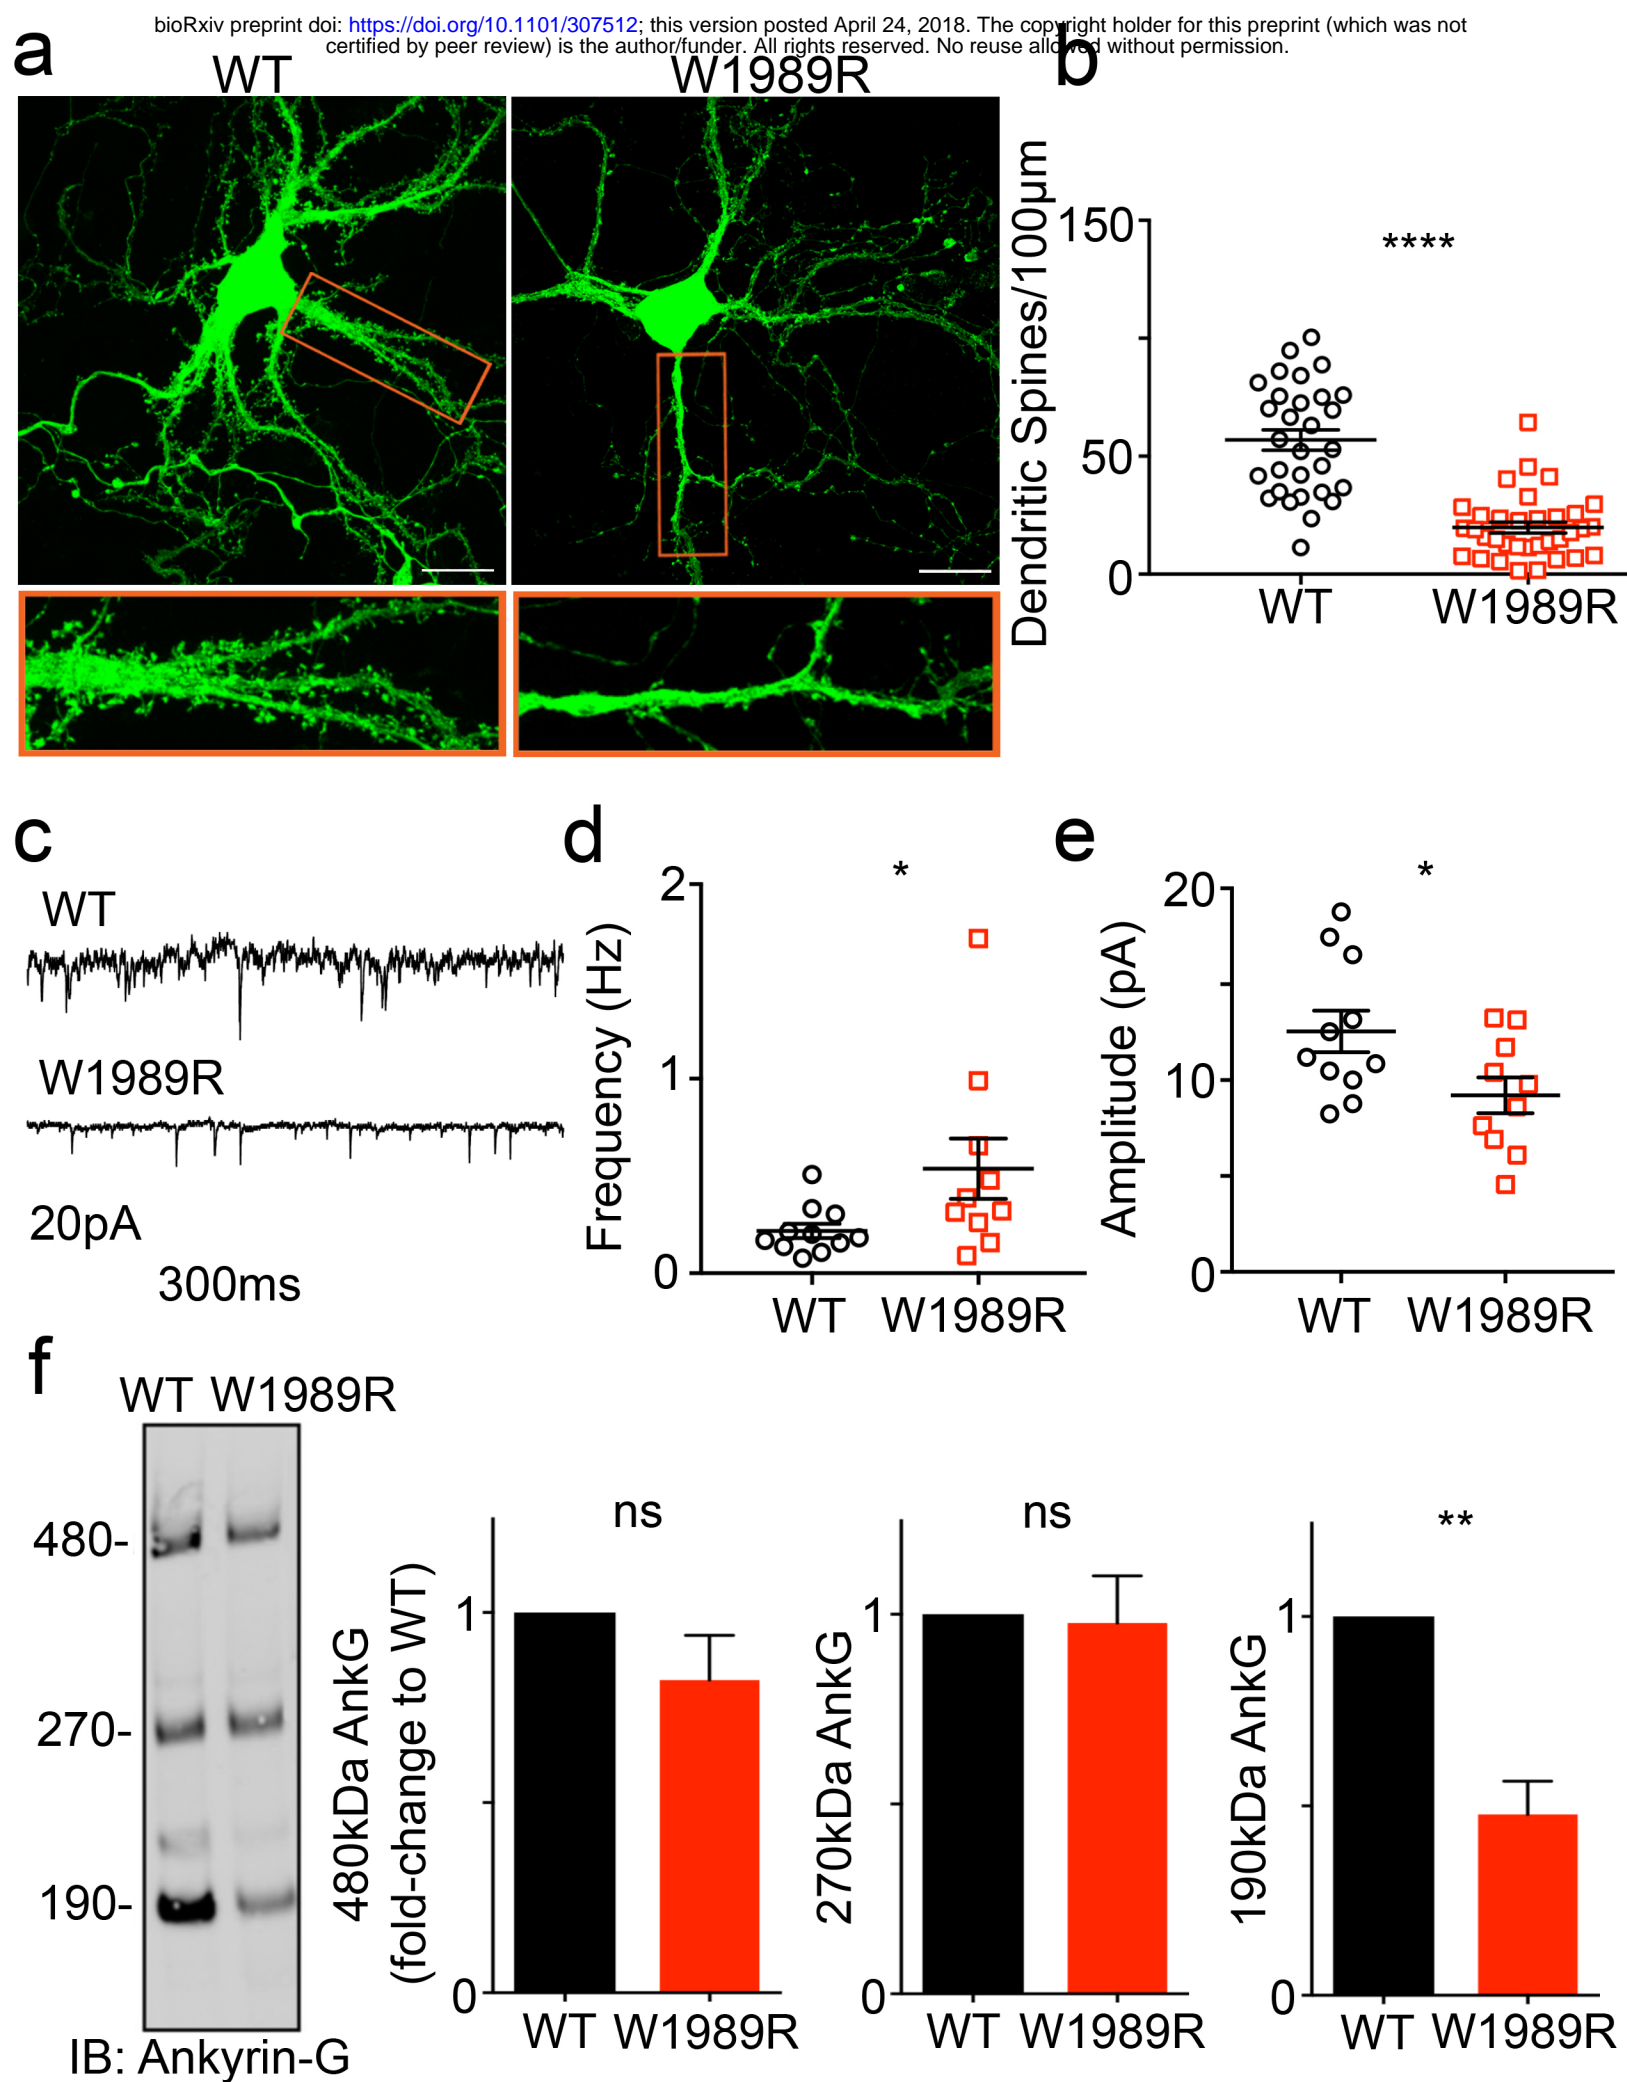 bioRxiv preprint doi: https://doi.org/10.1101/307512; this version posted April 24, 2018. The copyright holder for this preprint (which was not
certified by peer review) is the author/funder. All rights reserved. No reuse allowed without permission.
a
WT
W1989R
b
Dendritic Spines/100µm
150
50
0
****
WT
W1989R
c
WT
W1989R
20pA
300ms
d
Frequency (Hz)
2
1
0
*
WT
W1989R
e
Amplitude (pA)
20
10
0
*
WT
W1989R
f
WT W1989R
480-
270-
190-
IB: Ankyrin-G
480kDa AnkG
(fold-change to WT)
1
0
ns
WT W1989R
270kDa AnkG
1
0
ns
WT W1989R
190kDa AnkG
1
0
**
WT W1989R